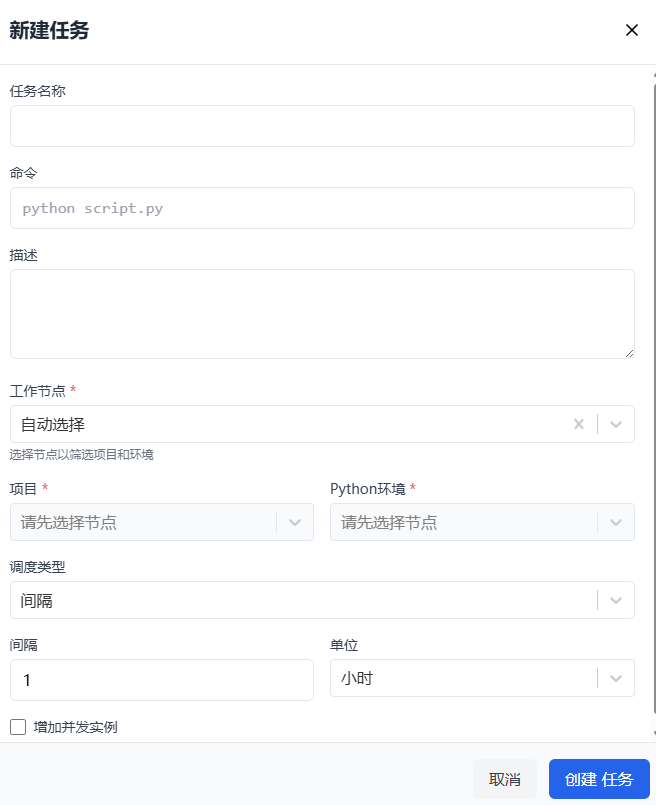 新建任务
任务名称
命令
python script.py
描述
工作节点 *
自动选择
选择节点以筛选项目和环境
项目 * Python环境 *
请先选择节点 请先选择节点
调度类型
间隔
间隔 单位
1 小时
增加并发实例
取消 创建 任务